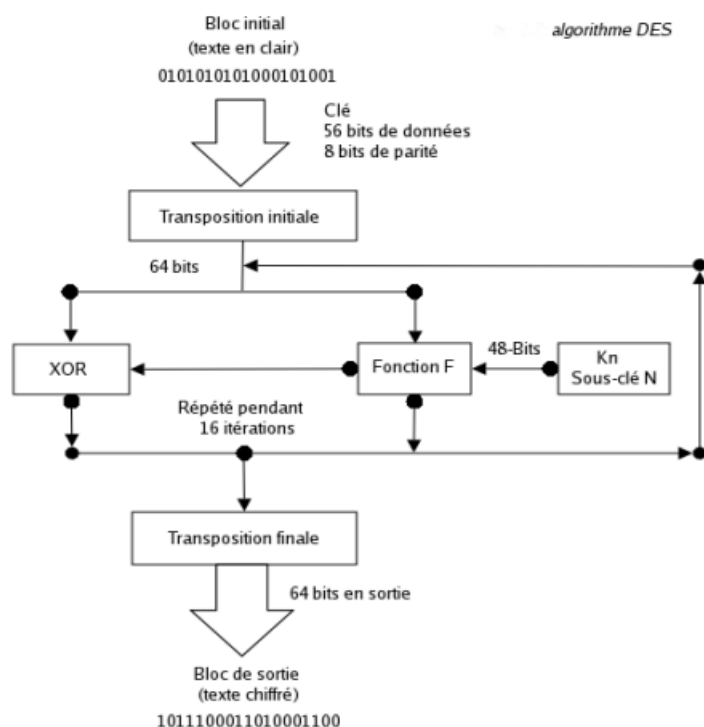 Bloc initial
(texte en clair)
algorithme DES
0101010101000101001
Clé
56 bits de données
8 bits de parité
Transposition initiale
64 bits
XOR
Fonction F
48-Bits
Kn
Sous-clé N
Répété pendant
16 itérations
Transposition finale
64 bits en sortie
Bloc de sortie
(texte chiffré)
1011100011010001100